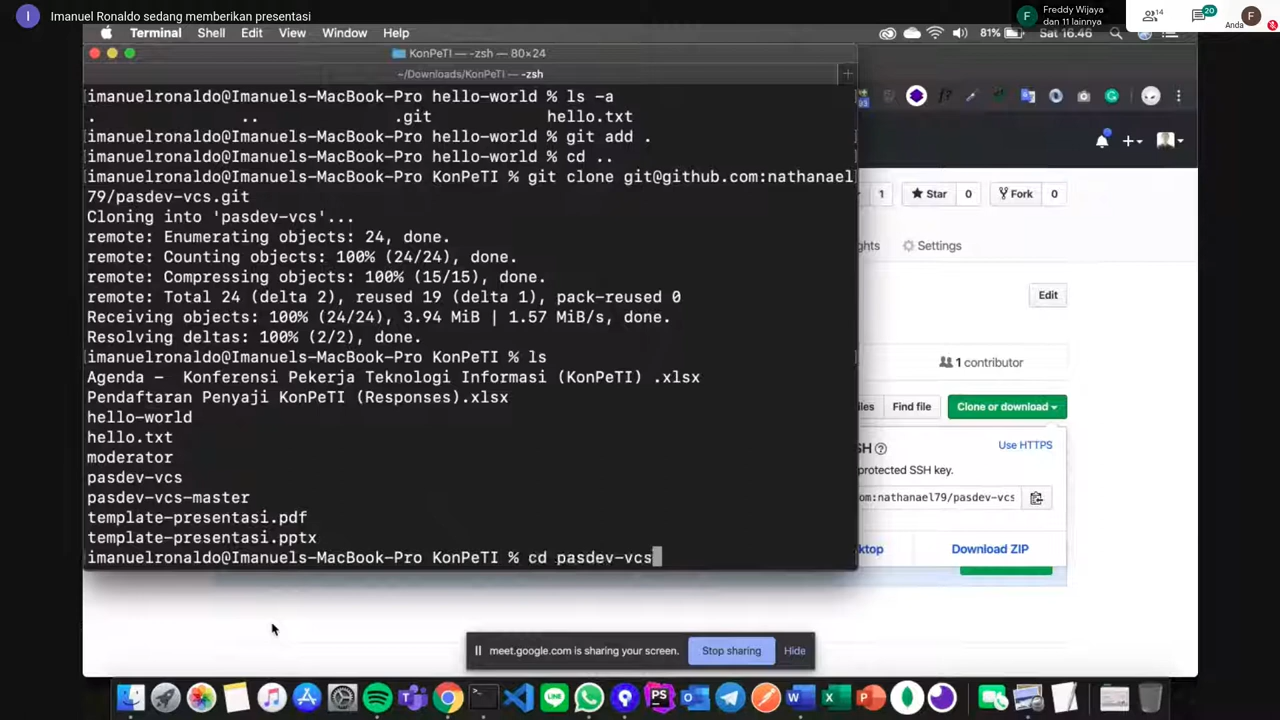 I Imanuel Ronaldo sedang memberikan presentasi
F Freddy Wijaya
dan 11 lainnya
14
20
F
Anda
Terminal Shell Edit View Window Help
81% Sat 16.46
KonPeTI — -zsh — 80×24
~/Downloads/KonPeTI — -zsh
imanuelronaldo@Imanuels-MacBook-Pro hello-world % ls -a
. .. .git hello.txt
imanuelronaldo@Imanuels-MacBook-Pro hello-world % git add .
imanuelronaldo@Imanuels-MacBook-Pro hello-world % cd ..
imanuelronaldo@Imanuels-MacBook-Pro KonPeTI % git clone git@github.com:nathanael
79/pasdev-vcs.git
Cloning into 'pasdev-vcs'...
remote: Enumerating objects: 24, done.
remote: Counting objects: 100% (24/24), done.
remote: Compressing objects: 100% (15/15), done.
remote: Total 24 (delta 2), reused 19 (delta 1), pack-reused 0
Receiving objects: 100% (24/24), 3.94 MiB | 1.57 MiB/s, done.
Resolving deltas: 100% (2/2), done.
imanuelronaldo@Imanuels-MacBook-Pro KonPeTI % ls
Agenda - Konferensi Pekerja Teknologi Informasi (KonPeTI) .xlsx
Pendaftaran Penyaji KonPeTI (Responses).xlsx
hello-world
hello.txt
moderator
pasdev-vcs
pasdev-vcs-master
template-presentasi.pdf
template-presentasi.pptx
imanuelronaldo@Imanuels-MacBook-Pro KonPeTI % cd pasdev-vcs
1 Star 0 Fork 0
ghts Settings
Edit
1 contributor
iles Find file Clone or download
SH Use HTTPS
protected SSH key.
om:nathanael79/pasdev-vcs
ktop Download ZIP
meet.google.com is sharing your screen. Stop sharing Hide